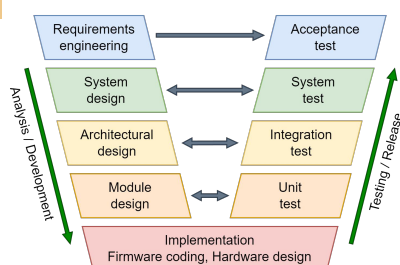 Requirements
engineering
Acceptance
test
System
design
System
test
Architectural
design
Integration
test
Module
design
Unit
test
Implementation
Firmware coding, Hardware design
Analysis / Development
Testing / Release